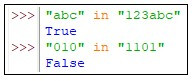 >>> "abc" in "123abc"
True
>>> "010" in "1101"
False